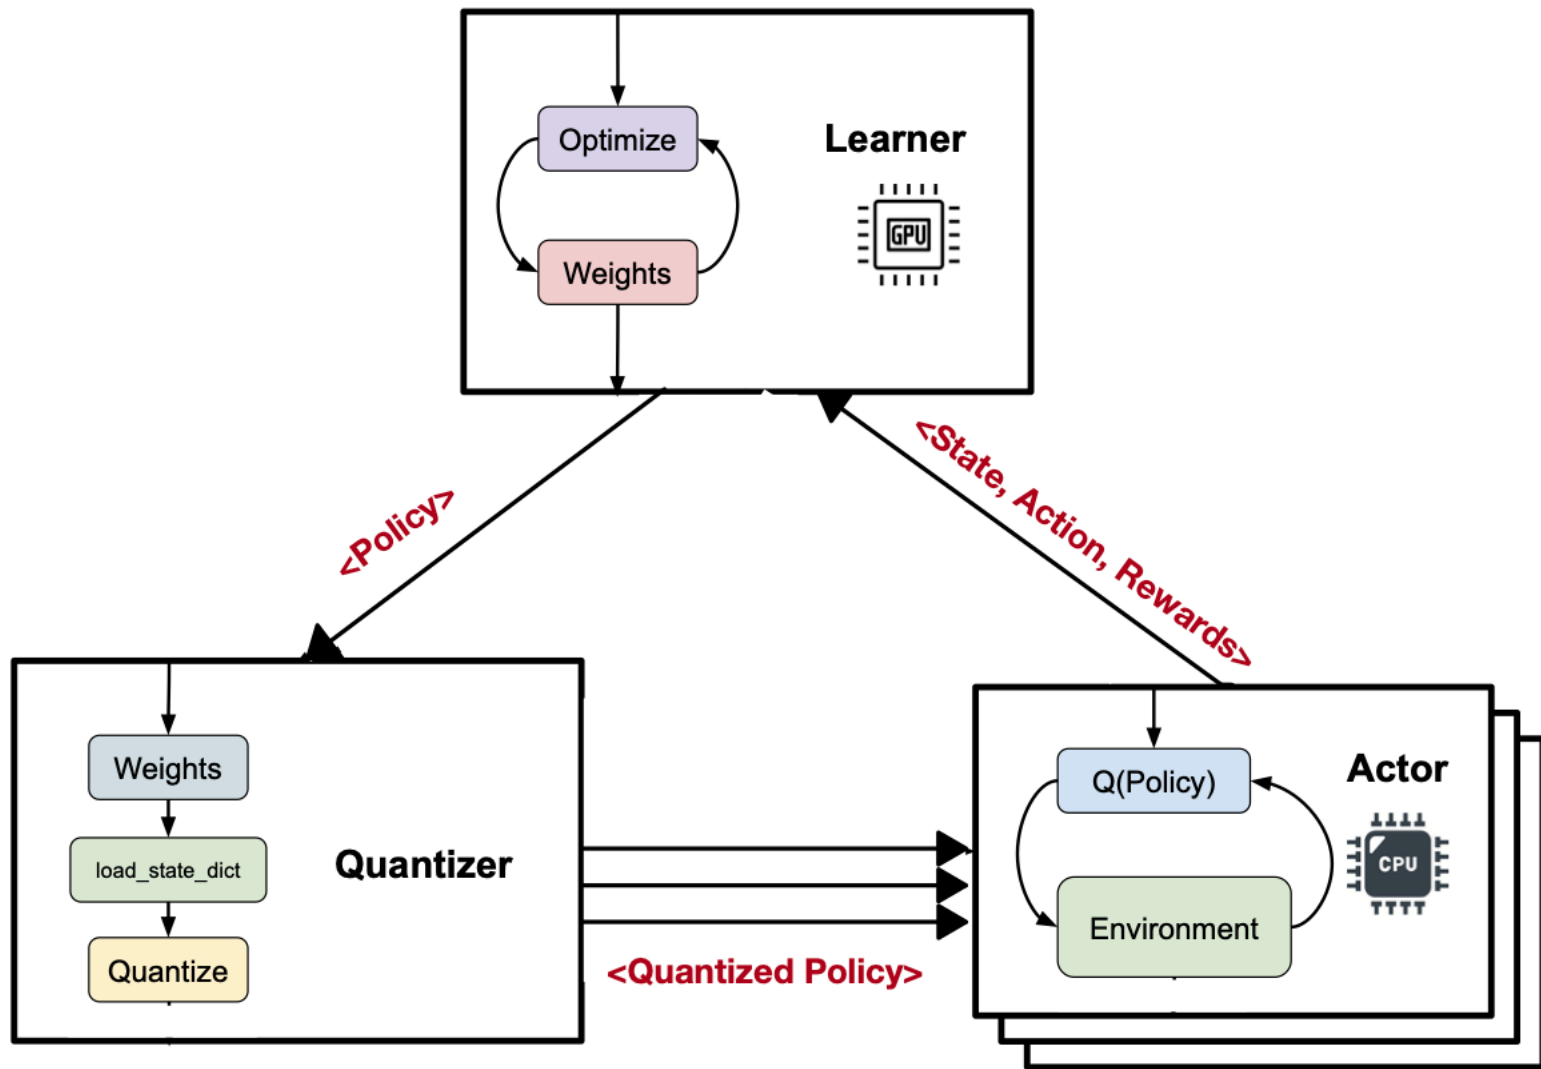 Optimize
Learner
GPU
Weights
<Policy>
<State, Action, Rewards>
Weights
load_state_dict
Quantize
Quantizer
<Quantized Policy>
Q(Policy)
Actor
CPU
Environment